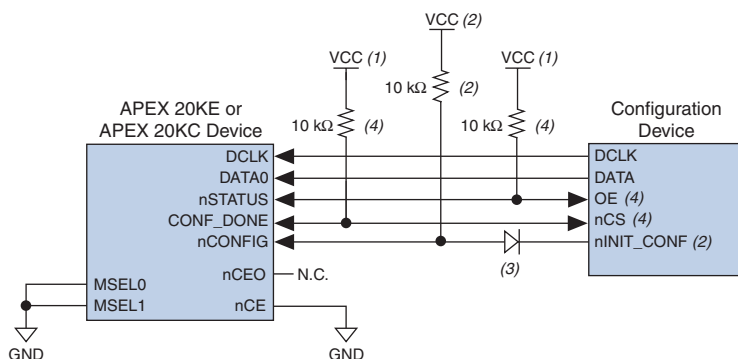 VCC (2)
VCC (1)
VCC (1)
10 kΩ
(2)
10 kΩ
(4)
10 kΩ
(4)
APEX 20KE or
APEX 20KC Device
Configuration
Device
DCLK
DCLK
DATA0
DATA
nSTATUS
OE (4)
CONF_DONE
nCS (4)
nCONFIG
nINIT_CONF (2)
(3)
nCEO
N.C.
MSEL0
MSEL1
nCE
GND
GND